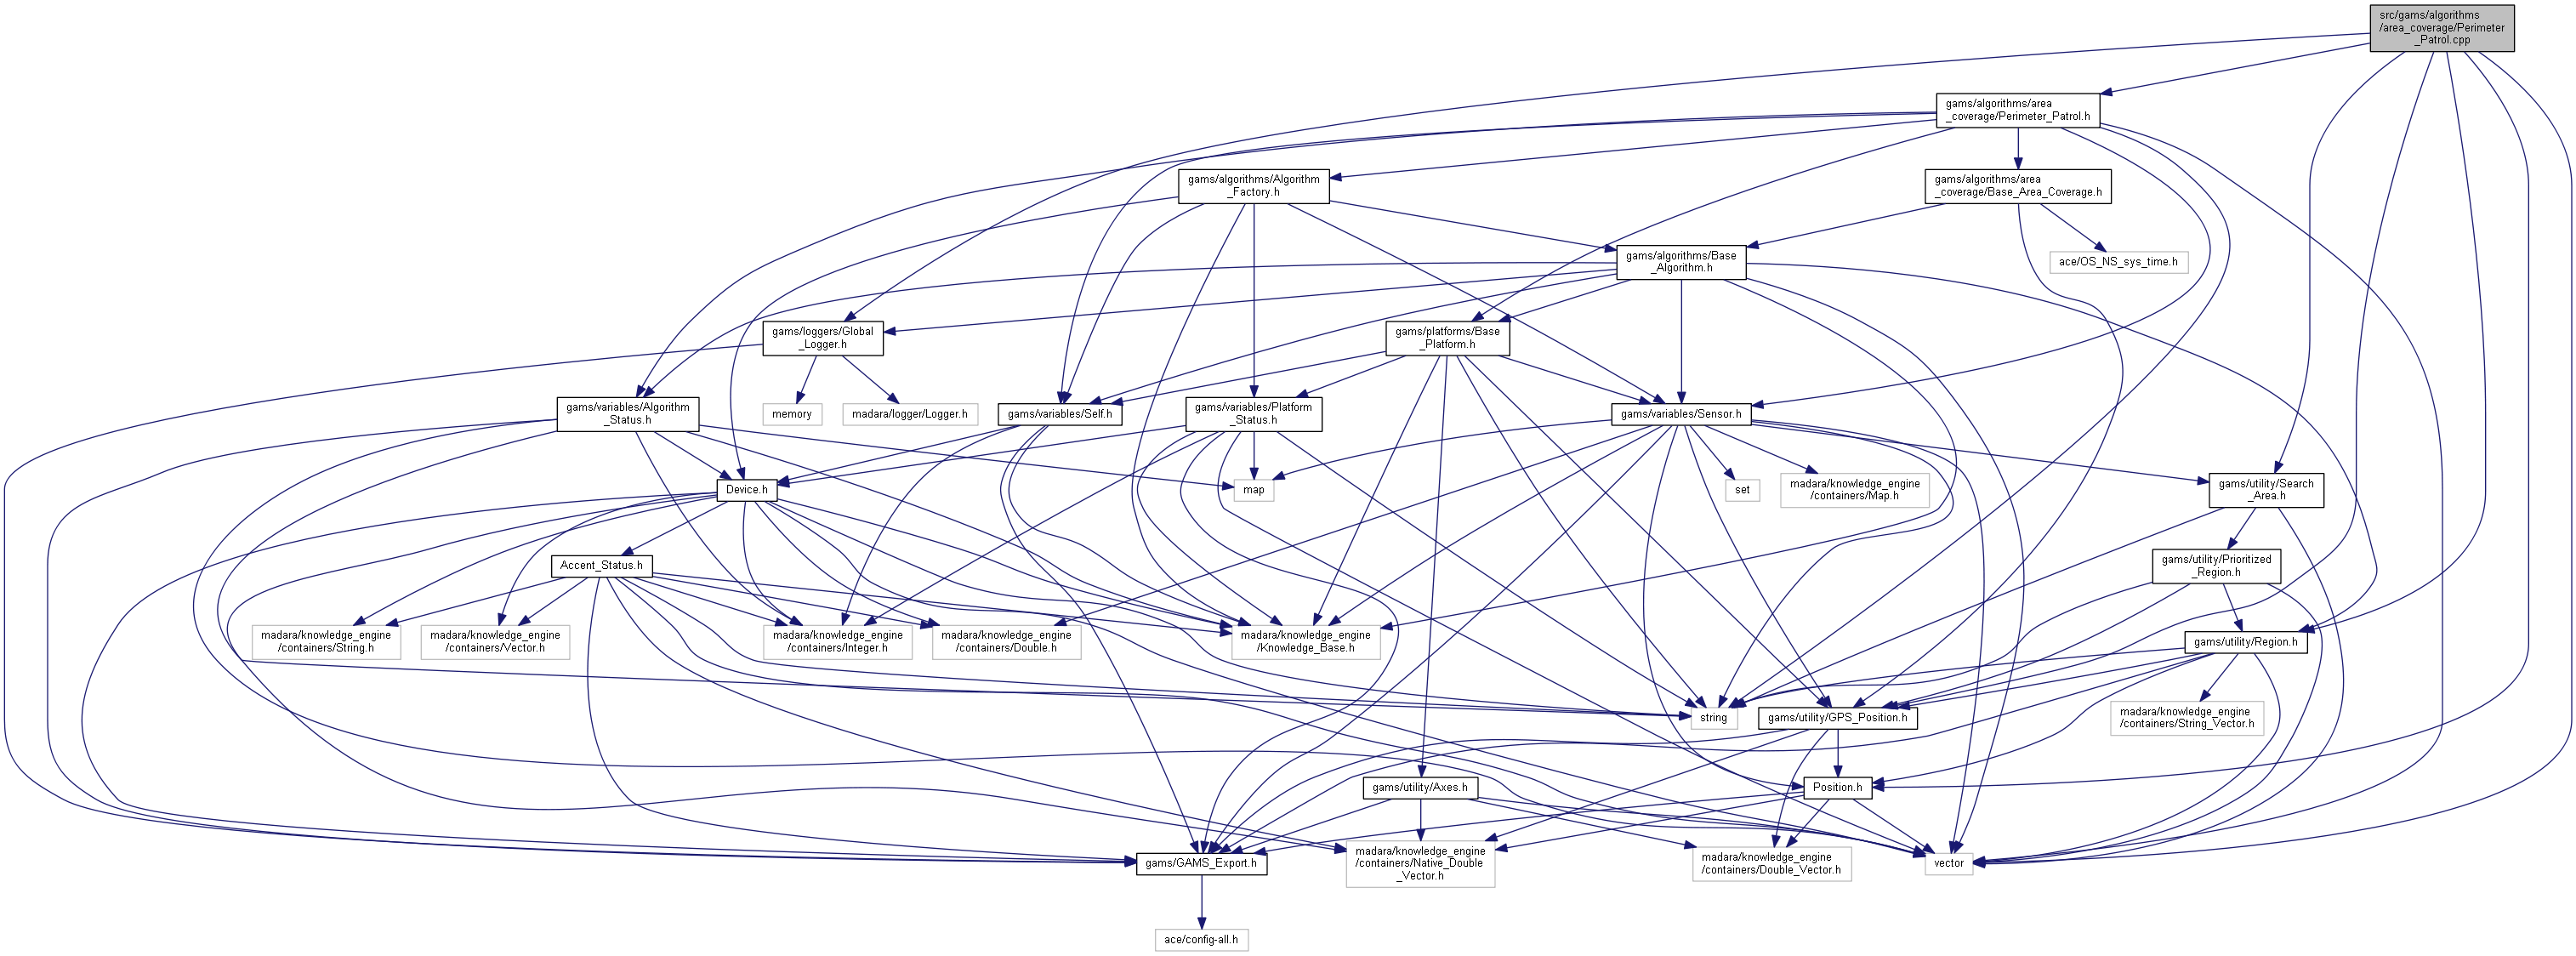 src/gams/algorithms
/area_coverage/Perimeter
_Patrol.cpp
gams/algorithms/area
_coverage/Perimeter_Patrol.h
gams/algorithms/Algorithm
_Factory.h
gams/algorithms/area
_coverage/Base_Area_Coverage.h
gams/algorithms/Base
_Algorithm.h
ace/OS_NS_sys_time.h
gams/loggers/Global
_Logger.h
gams/platforms/Base
_Platform.h
gams/variables/Algorithm
_Status.h
memory
madara/logger/Logger.h
gams/variables/Self.h
gams/variables/Platform
_Status.h
gams/variables/Sensor.h
Device.h
map
set
madara/knowledge_engine
/containers/Map.h
gams/utility/Search
_Area.h
Accent_Status.h
gams/utility/Prioritized
_Region.h
madara/knowledge_engine
/containers/String.h
madara/knowledge_engine
/containers/Vector.h
madara/knowledge_engine
/containers/Integer.h
madara/knowledge_engine
/containers/Double.h
madara/knowledge_engine
/Knowledge_Base.h
gams/utility/Region.h
string
gams/utility/GPS_Position.h
madara/knowledge_engine
/containers/String_Vector.h
gams/utility/Axes.h
Position.h
gams/GAMS_Export.h
madara/knowledge_engine
/containers/Native_Double
_Vector.h
madara/knowledge_engine
/containers/Double_Vector.h
vector
ace/config-all.h